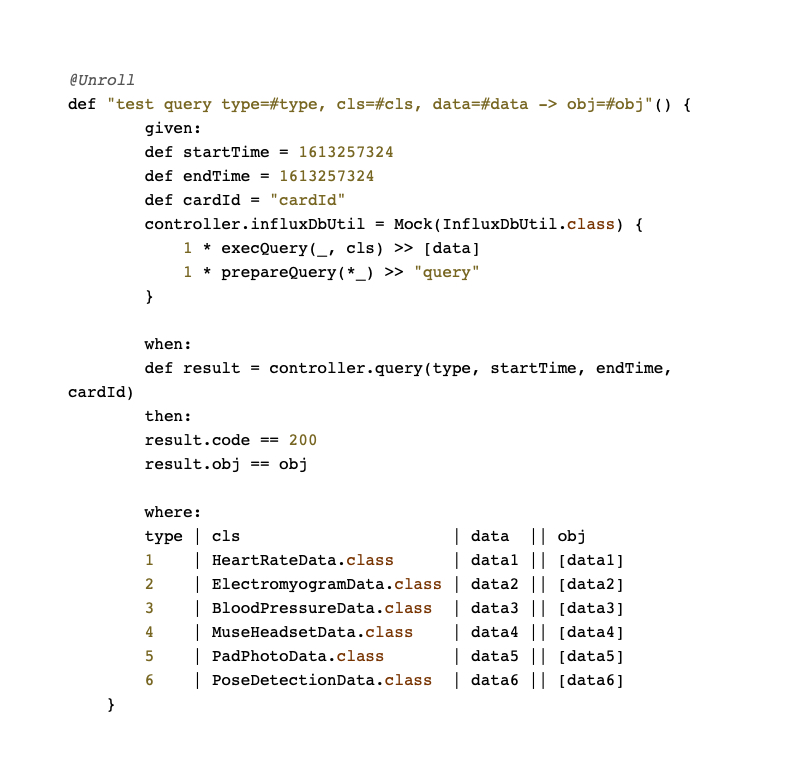 @Unroll
def "test query type=#type, cls=#cls, data=#data -> obj=#obj"() {
        given:
        def startTime = 1613257324
        def endTime = 1613257324
        def cardId = "cardId"
        controller.influxDbUtil = Mock(InfluxDbUtil.class) {
            1 * execQuery(_, cls) >> [data]
            1 * prepareQuery(*_) >> "query"
        }

        when:
        def result = controller.query(type, startTime, endTime,
cardId)
        then:
        result.code == 200
        result.obj == obj

        where:
        type | cls                      | data  || obj
        1    | HeartRateData.class      | data1 || [data1]
        2    | ElectromyogramData.class | data2 || [data2]
        3    | BloodPressureData.class  | data3 || [data3]
        4    | MuseHeadsetData.class    | data4 || [data4]
        5    | PadPhotoData.class       | data5 || [data5]
        6    | PoseDetectionData.class  | data6 || [data6]
    }